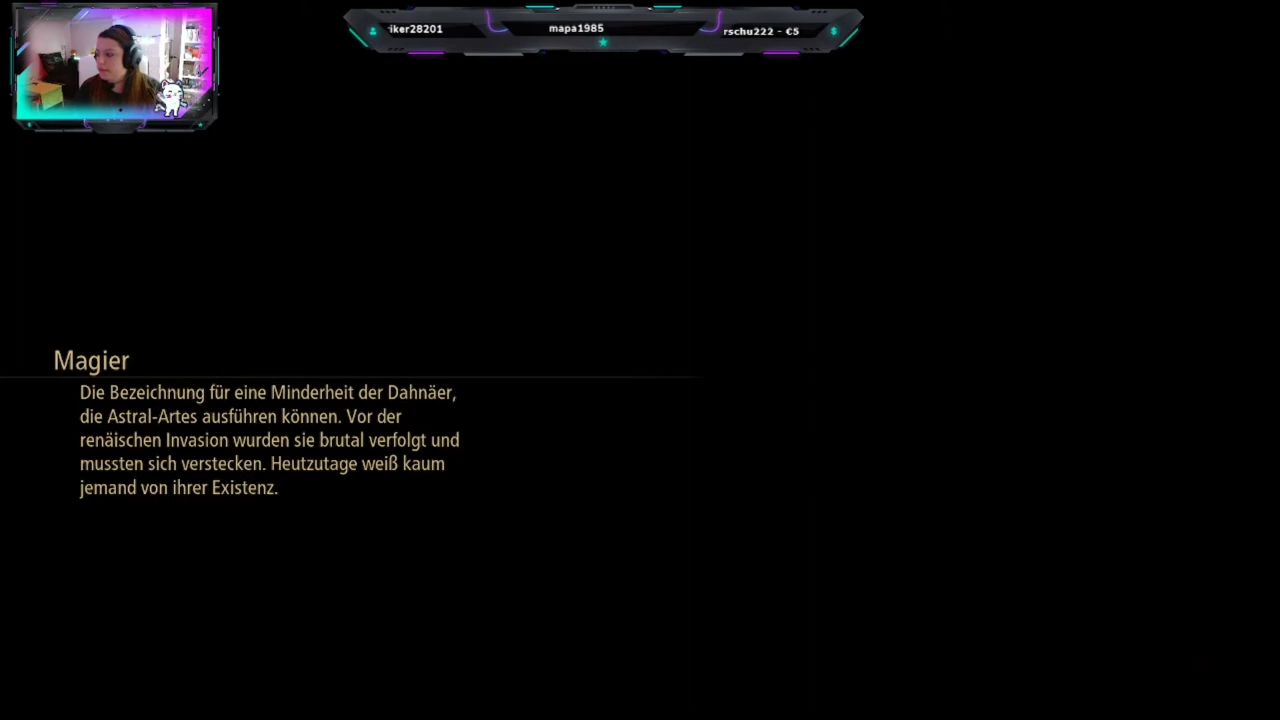 iker28201
mapa1985
rschu222 - €5
Magier
Die Bezeichnung für eine Minderheit der Dahnäer,
die Astral-Artes ausführen können. Vor der
renäischen Invasion wurden sie brutal verfolgt und
mussten sich verstecken. Heutzutage weiß kaum
jemand von ihrer Existenz.